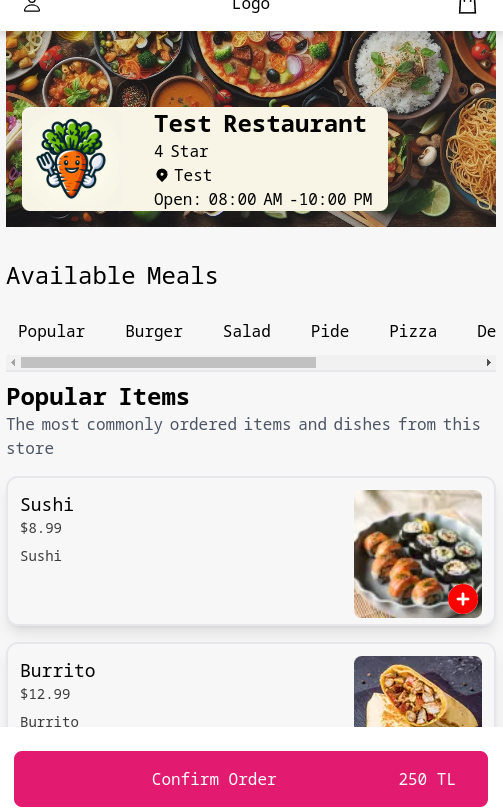 Logo
Test Restaurant
4 Star
Test
Open: 08:00 AM -10:00 PM
Available Meals
Popular Burger Salad Pide Pizza De
Popular Items
The most commonly ordered items and dishes from this
store
Sushi
$8.99
Sushi
Burrito
$12.99
Burrito
Confirm Order 250 TL